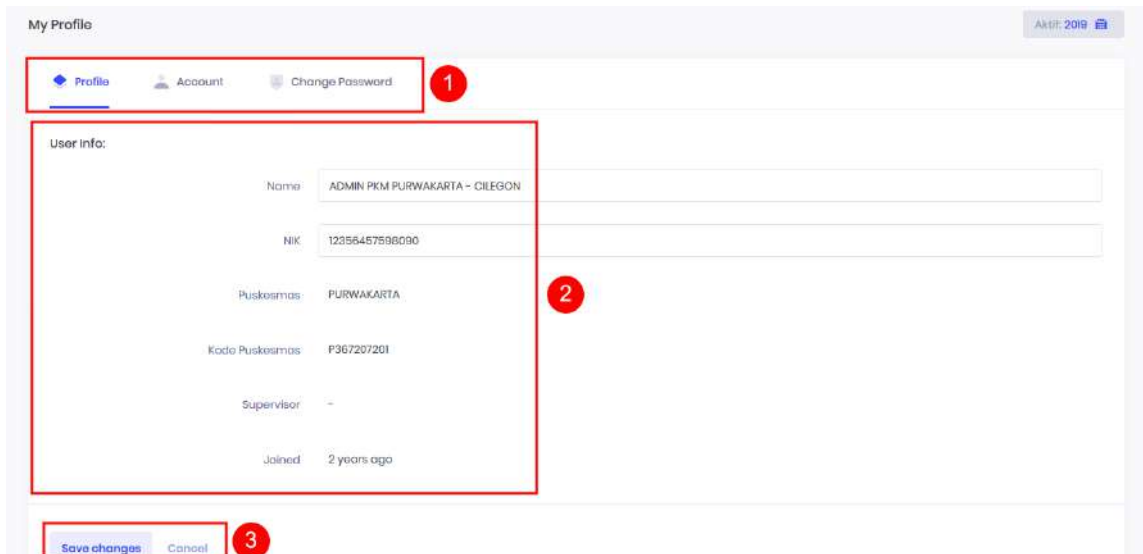 My Profile
Aktif: 2019
Profile Account Change Password 1
User Info:
Name ADMIN PKM PURWAKARTA - CILEGON
NIK 12356457598090
Puskesmas PURWAKARTA
2
Kode Puskesmas P367207201
Supervisor -
Joined 2 years ago
Save changes Cancel 3